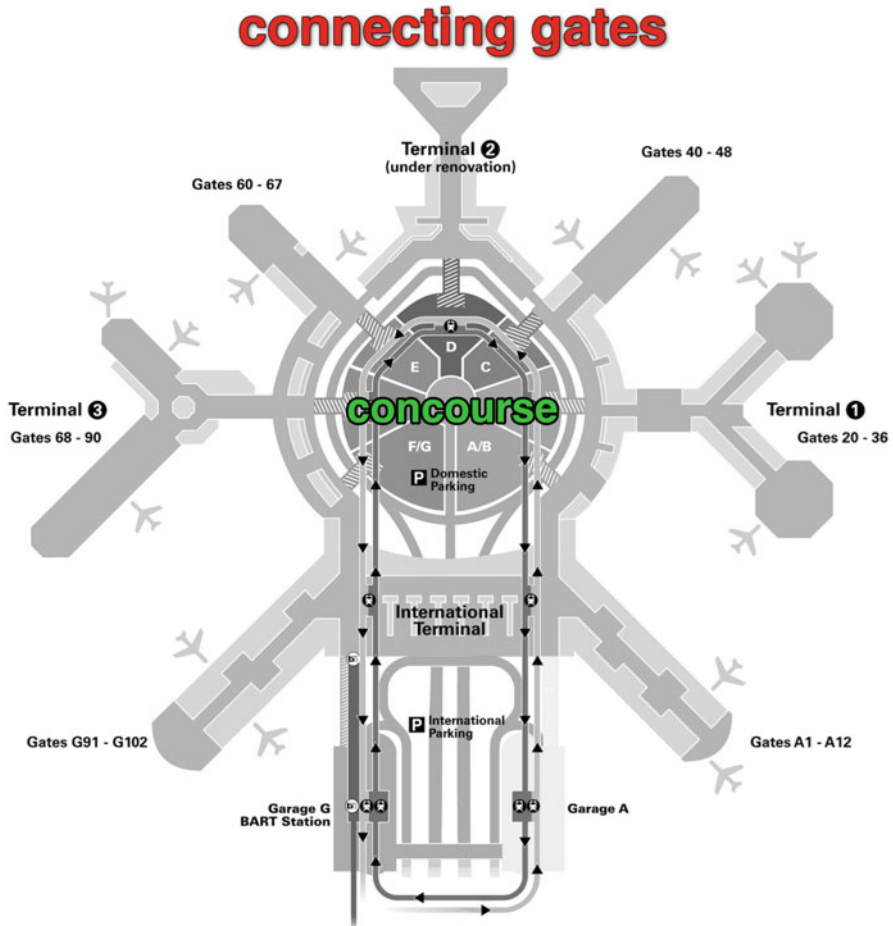 connecting gates
Terminal 2
(under renovation)
Gates 40 - 48
Gates 60 - 67
D
E
C
Terminal 3
Gates 68 - 90
concourse
Terminal 1
Gates 20 - 36
F/G
A/B
P Domestic
Parking
International
Terminal
P International
Parking
Gates G91 - G102
Gates A1 - A12
Garage G
BART Station
Garage A